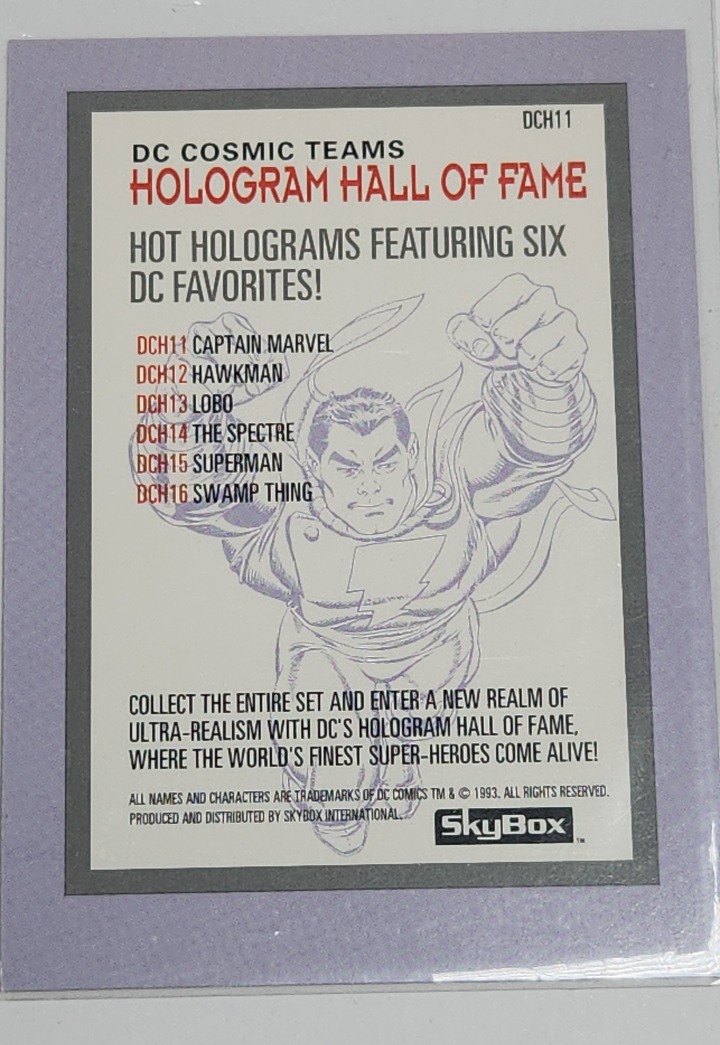 DCH11
DC COSMIC TEAMS
HOLOGRAM HALL OF FAME
HOT HOLOGRAMS FEATURING SIX
DC FAVORITES!
DCH11 CAPTAIN MARVEL
DCH12 HAWKMAN
DCH13 LOBO
DCH14 THE SPECTRE
DCH15 SUPERMAN
DCH16 SWAMP THING
COLLECT THE ENTIRE SET AND ENTER A NEW REALM OF
ULTRA-REALISM WITH DC'S HOLOGRAM HALL OF FAME,
WHERE THE WORLD'S FINEST SUPER-HEROES COME ALIVE!
ALL NAMES AND CHARACTERS ARE TRADEMARKS OF DC COMICS TM & © 1993. ALL RIGHTS RESERVED.
PRODUCED AND DISTRIBUTED BY SKYBOX INTERNATIONAL.
SkyBox™